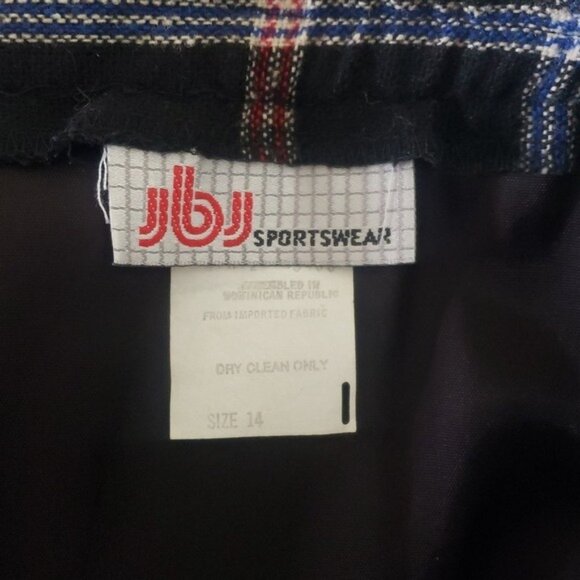 JBJ
SPORTSWEAR
ASSEMBLED IN
DOMINICAN REPUBLIC
FROM IMPORTED FABRIC
DRY CLEAN ONLY
SIZE 14